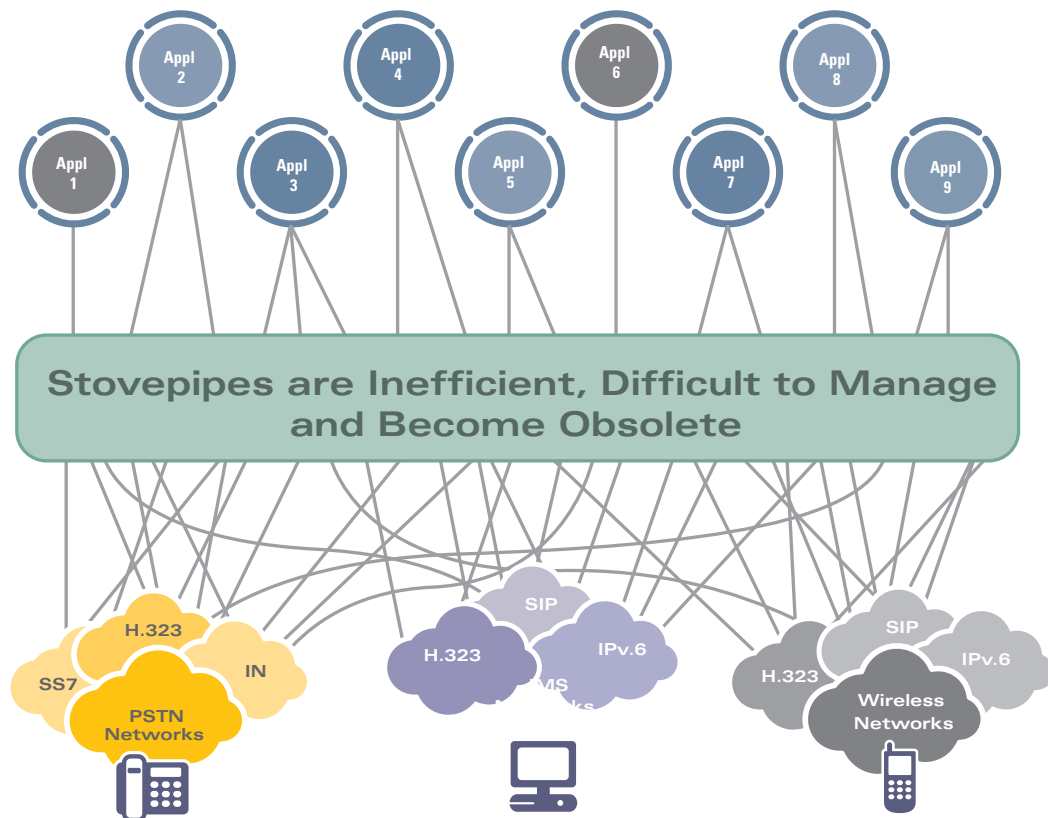 Appl
2
Appl
4
Appl
6
Appl
8
Appl
1
Appl
3
Appl
5
Appl
7
Appl
9
Stovepipes are Inefficient, Difficult to Manage
and Become Obsolete
SS7
H.323
IN
PSTN
Networks
H.323
SIP
IPv.6
IMS
Networks
H.323
SIP
IPv.6
Wireless
Networks